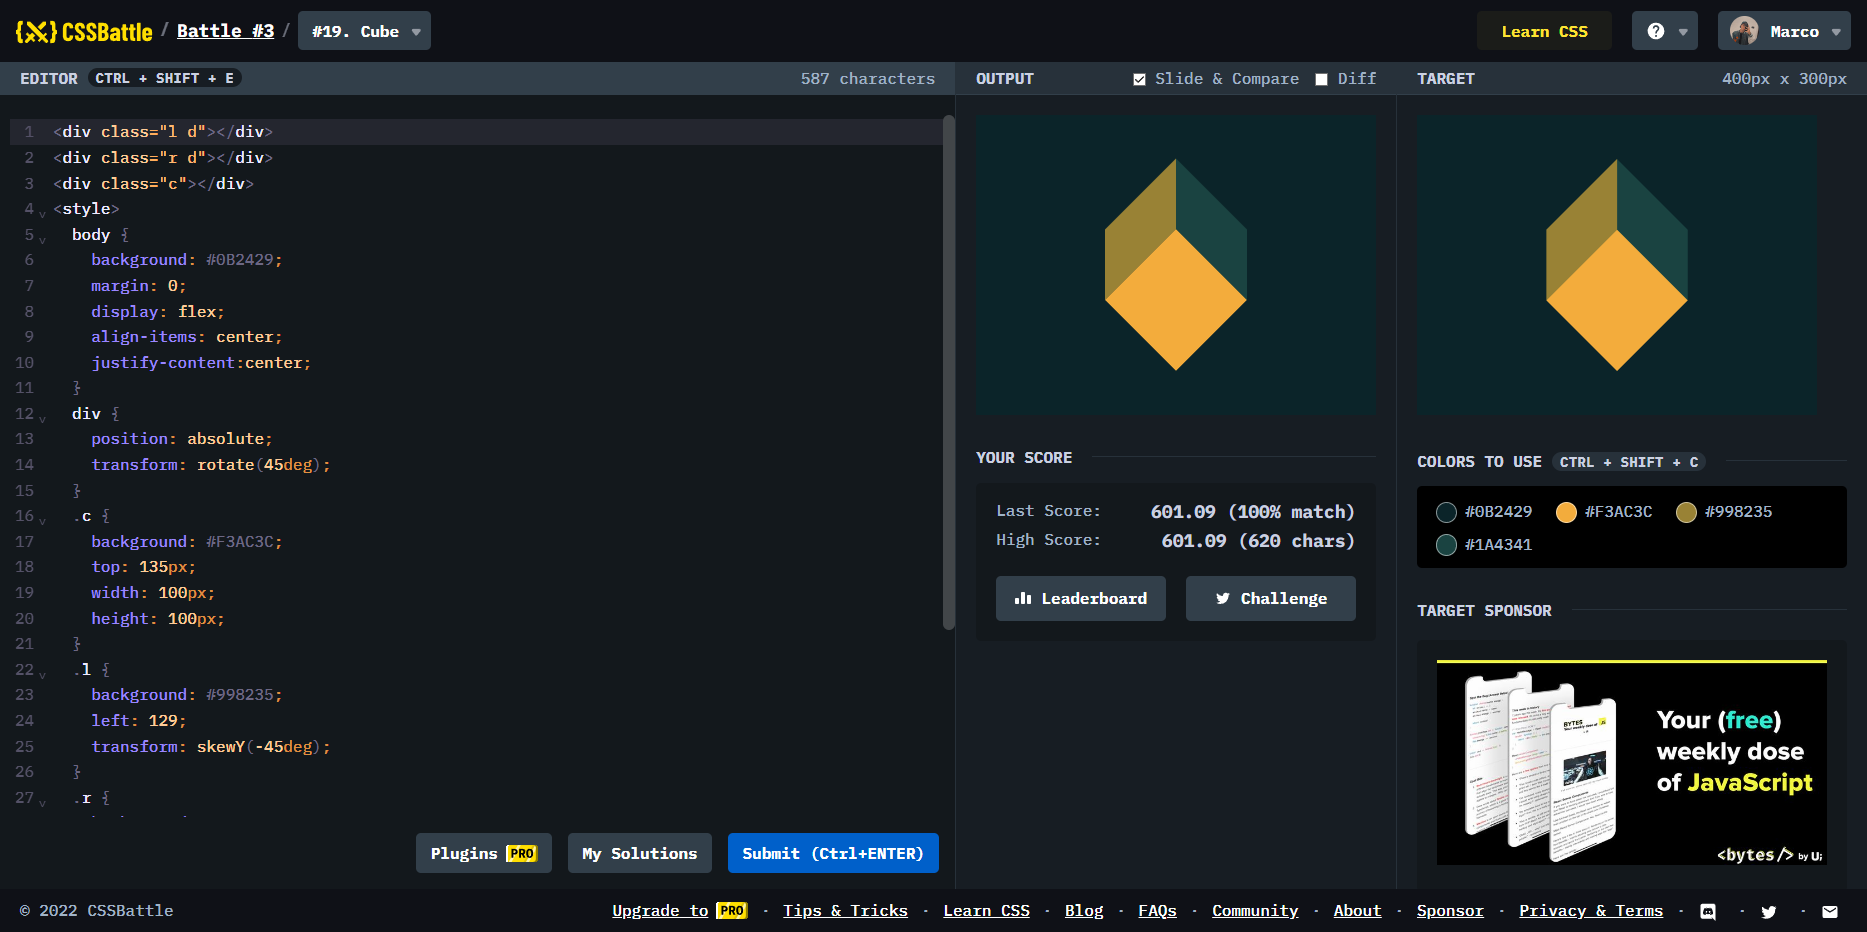 {X} CSSBattle / Battle #3 / #19. Cube
Learn CSS
?
Marco
EDITOR CTRL + SHIFT + E 587 characters
1 <div class="l d"></div>
2 <div class="r d"></div>
3 <div class="c"></div>
4 <style>
5 body {
6 background: #0B2429;
7 margin: 0;
8 display: flex;
9 align-items: center;
10 justify-content:center;
11 }
12 div {
13 position: absolute;
14 transform: rotate(45deg);
15 }
16 .c {
17 background: #F3AC3C;
18 top: 135px;
19 width: 100px;
20 height: 100px;
21 }
22 .l {
23 background: #998235;
24 left: 129;
25 transform: skewY(-45deg);
26 }
27 .r {
Plugins PRO
My Solutions
Submit (Ctrl+ENTER)
OUTPUT Slide & Compare Diff
YOUR SCORE
Last Score: 601.09 (100% match)
High Score: 601.09 (620 chars)
Leaderboard
Challenge
TARGET 400px x 300px
COLORS TO USE CTRL + SHIFT + C
#0B2429 #F3AC3C #998235
#1A4341
TARGET SPONSOR
BYTES
Your (free)
weekly dose
of JavaScript
<bytes/> by Ui
© 2022 CSSBattle
Upgrade to PRO · Tips & Tricks · Learn CSS · Blog · FAQs · Community · About · Sponsor · Privacy & Terms · · ·